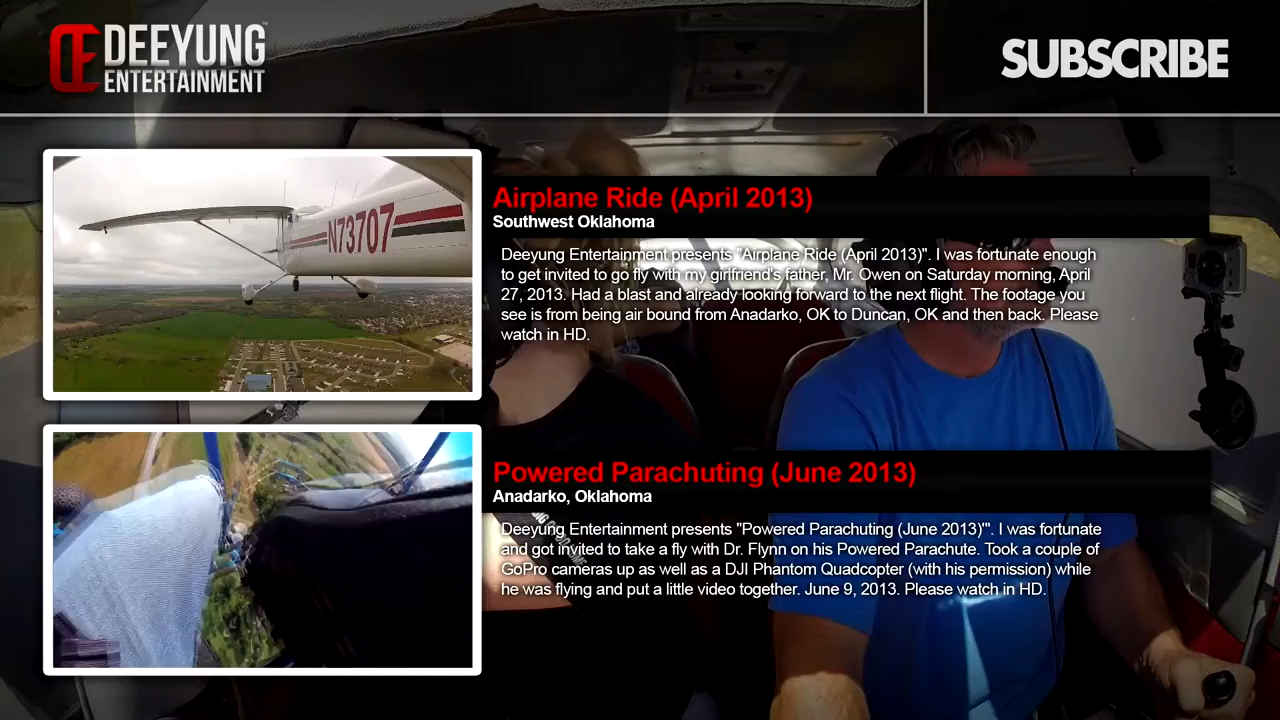 DEEYUNG
ENTERTAINMENT
SUBSCRIBE
N73707
Airplane Ride (April 2013)
Southwest Oklahoma
Deeyung Entertainment presents "Airplane Ride (April 2013)". I was fortunate enough
to get invited to go fly with my girlfriend's father, Mr. Owen on Saturday morning, April
27, 2013. Had a blast and already looking forward to the next flight. The footage you
see is from being air bound from Anadarko, OK to Duncan, OK and then back. Please
watch in HD.
Powered Parachuting (June 2013)
Anadarko, Oklahoma
Deeyung Entertainment presents "Powered Parachuting (June 2013)'". I was fortunate
and got invited to take a fly with Dr. Flynn on his Powered Parachute. Took a couple of
GoPro cameras up as well as a DJI Phantom Quadcopter (with his permission) while
he was flying and put a little video together. June 9, 2013. Please watch in HD.